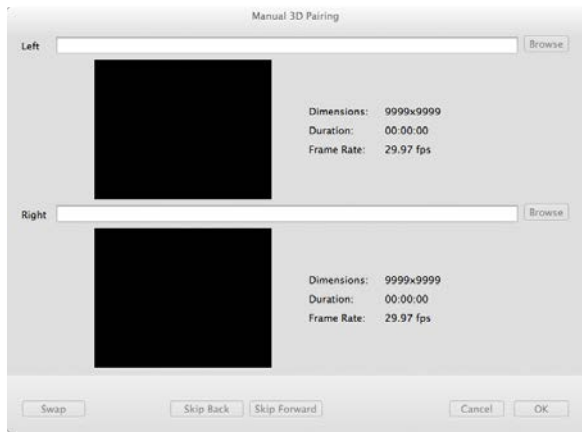 Manual 3D Pairing
Left
Browse
Dimensions: 9999x9999
Duration: 00:00:00
Frame Rate: 29.97 fps
Right
Browse
Dimensions: 9999x9999
Duration: 00:00:00
Frame Rate: 29.97 fps
Swap Skip Back Skip Forward Cancel OK